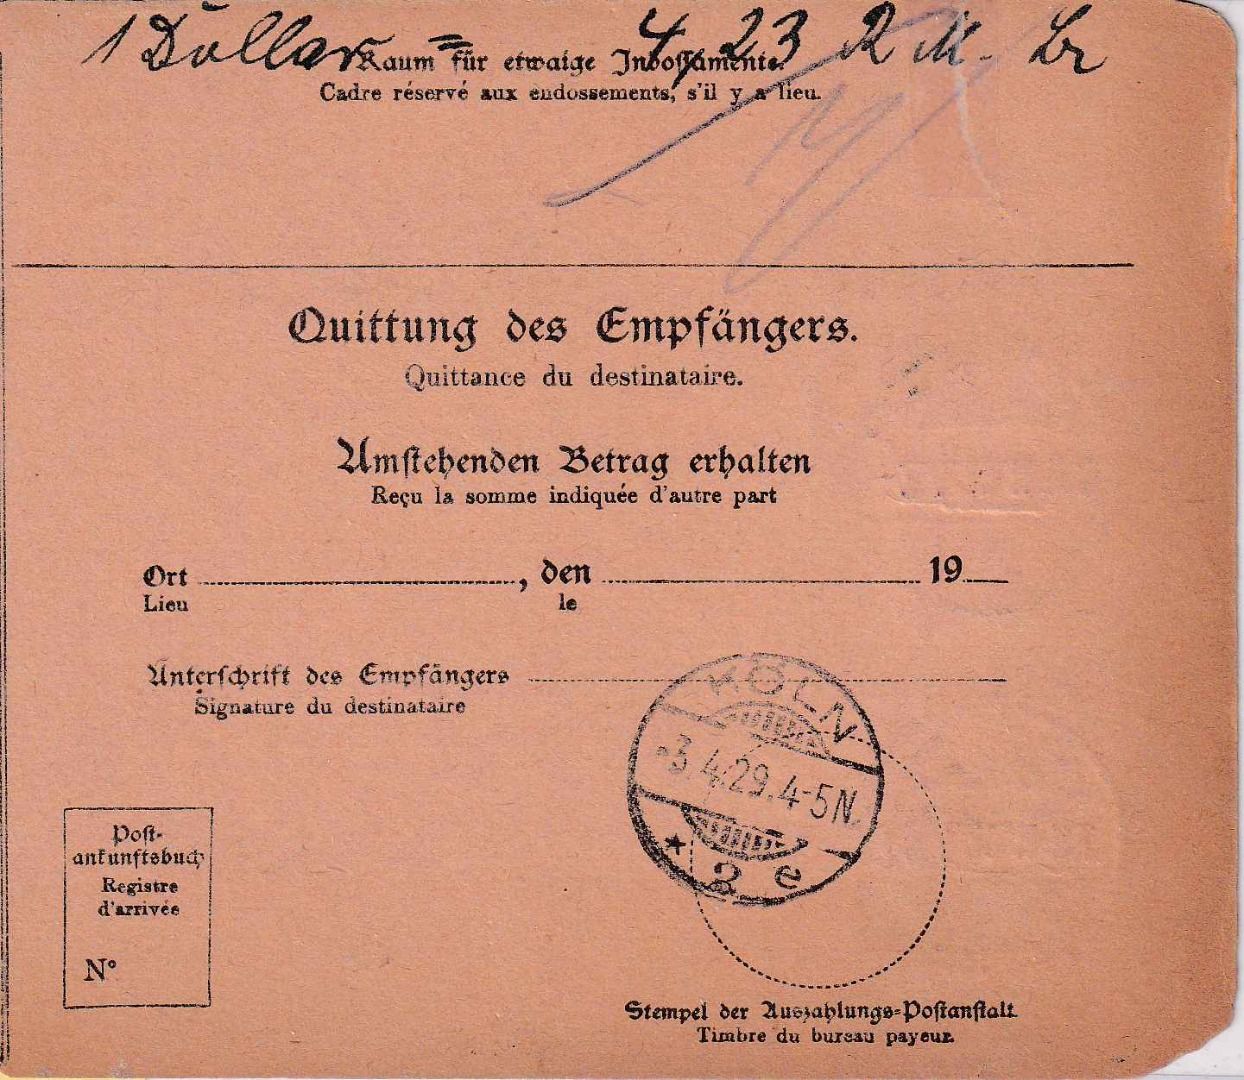 1 Dollar = 4,23 RM. Br
Raum für etwaige Indossamente.
Cadre réservé aux endossements, s'il y a lieu.
Quittung des Empfängers.
Quittance du destinataire.
Umstehenden Betrag erhalten
Reçu la somme indiquée d'autre part
Ort ........, den ........ 19__
Lieu le
Unterschrift des Empfängers
Signature du destinataire
KÖLN
-3.4.29.4-5N.
* 2 e
Post-
ankunftsbuch
Registre
d'arrivée
N°
Stempel der Auszahlungs-Postanstalt
Timbre du bureau payeur.